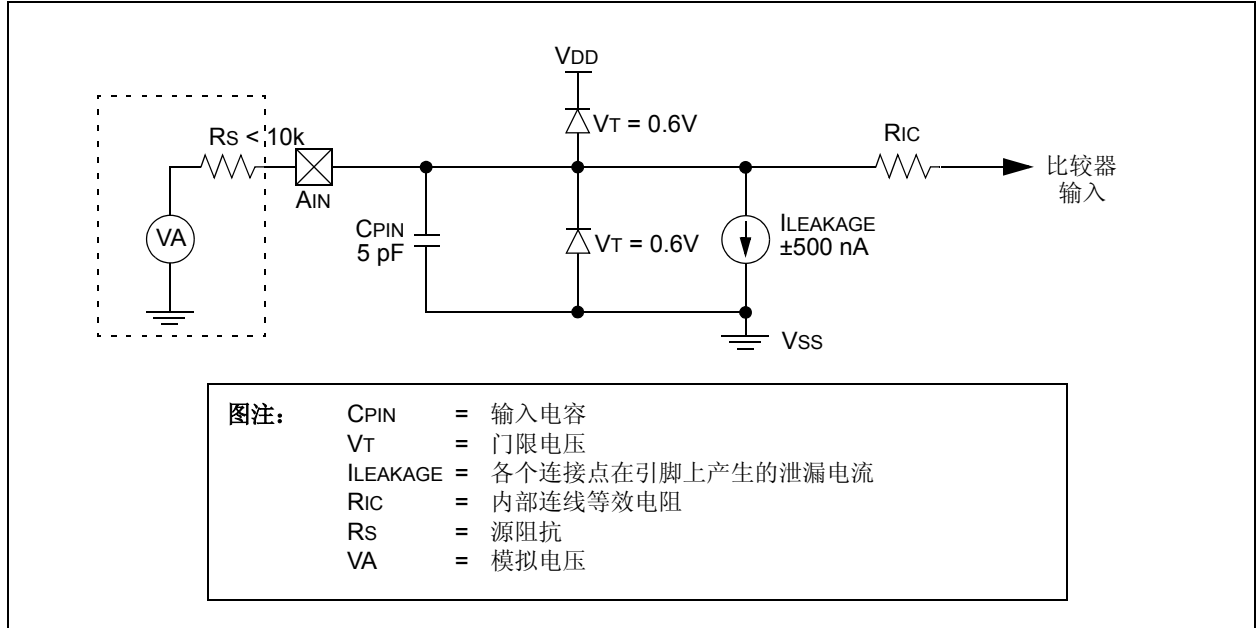 VDD
VT = 0.6V
RS < 10k
RIC
AIN
比较器
输入
VA
CPIN
5 pF
VT = 0.6V
ILEAKAGE
±500 nA
VSS
图注： CPIN = 输入电容
VT = 门限电压
ILEAKAGE = 各个连接点在引脚上产生的泄漏电流
RIC = 内部连线等效电阻
RS = 源阻抗
VA = 模拟电压